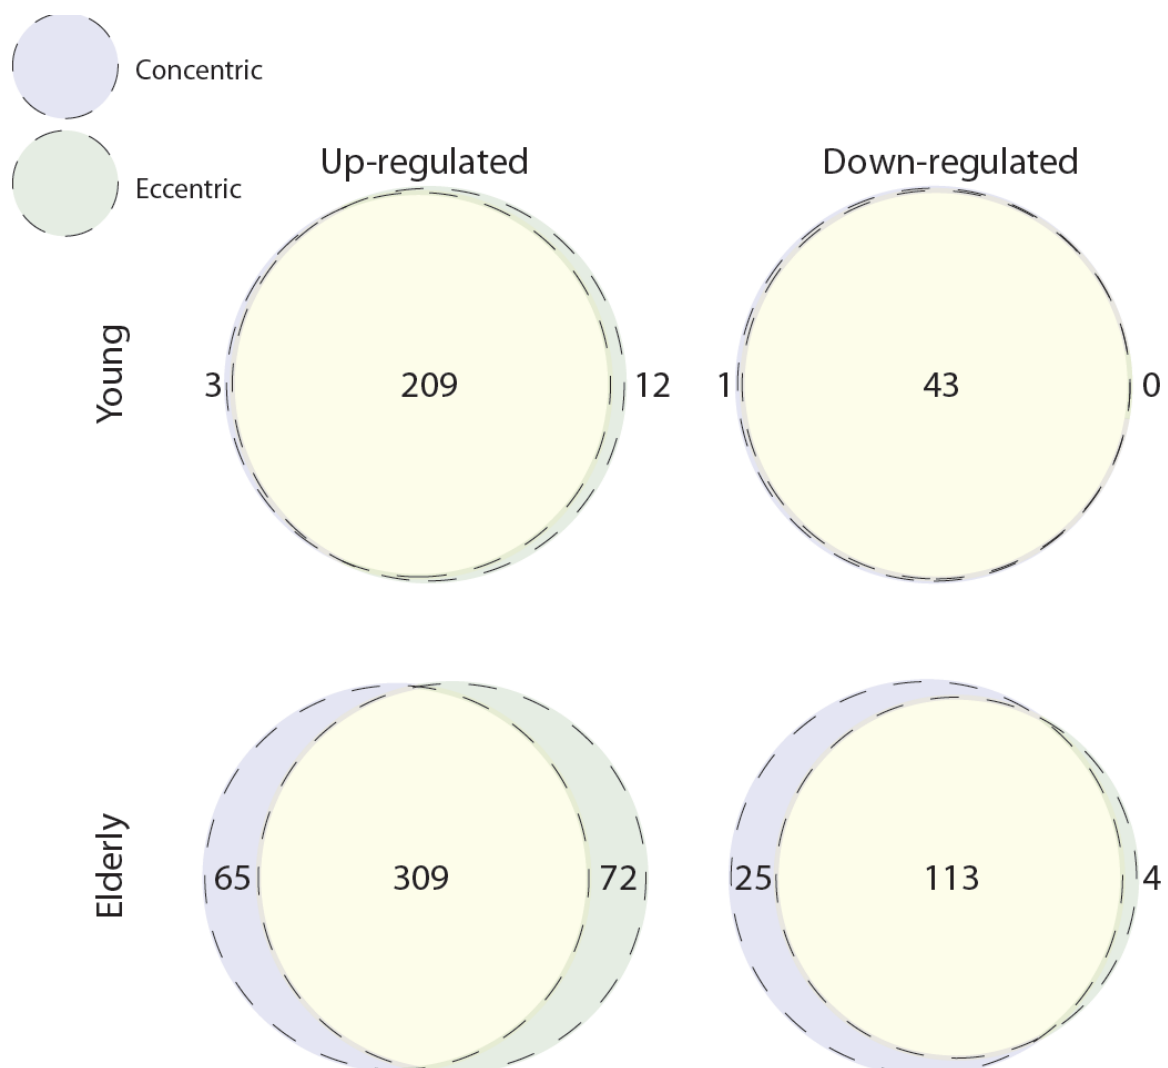 Concentric
Eccentric
Up-regulated Down-regulated
Young
3 209 12 1 43 0
Elderly
65 309 72 25 113 4